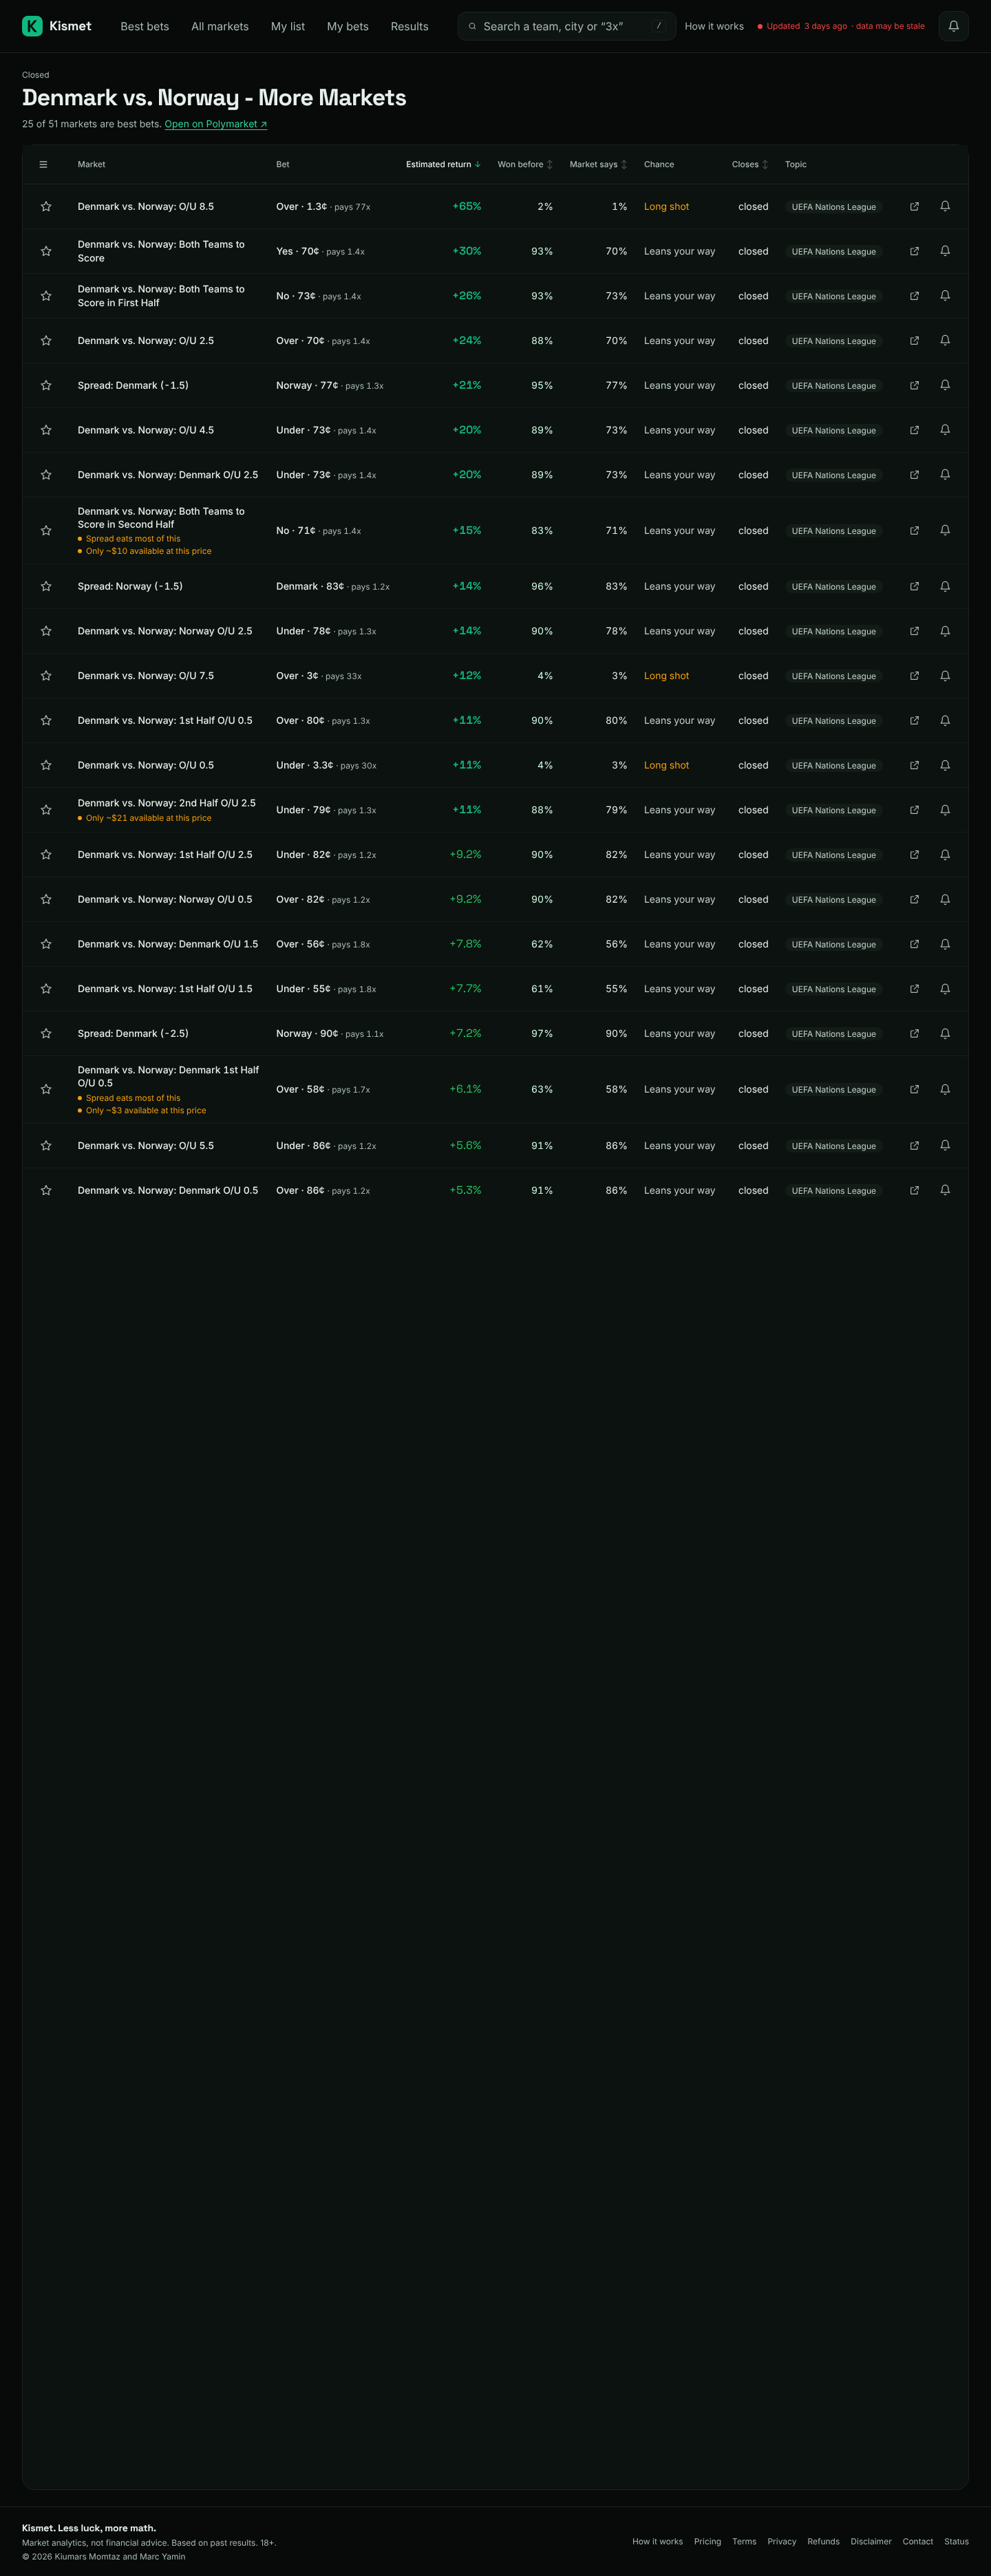 K Kismet Best bets All markets My list My bets Results Search a team, city or “3x” / How it works Updated 3 days ago · data may be stale
Closed
Denmark vs. Norway - More Markets
25 of 51 markets are best bets. Open on Polymarket ↗
Market Bet Estimated return ↓ Won before Market says Chance Closes Topic
Denmark vs. Norway: O/U 8.5 Over · 1.3¢ · pays 77x +65% 2% 1% Long shot closed UEFA Nations League
Denmark vs. Norway: Both Teams to
Score Yes · 70¢ · pays 1.4x +30% 93% 70% Leans your way closed UEFA Nations League
Denmark vs. Norway: Both Teams to
Score in First Half No · 73¢ · pays 1.4x +26% 93% 73% Leans your way closed UEFA Nations League
Denmark vs. Norway: O/U 2.5 Over · 70¢ · pays 1.4x +24% 88% 70% Leans your way closed UEFA Nations League
Spread: Denmark (-1.5) Norway · 77¢ · pays 1.3x +21% 95% 77% Leans your way closed UEFA Nations League
Denmark vs. Norway: O/U 4.5 Under · 73¢ · pays 1.4x +20% 89% 73% Leans your way closed UEFA Nations League
Denmark vs. Norway: Denmark O/U 2.5 Under · 73¢ · pays 1.4x +20% 89% 73% Leans your way closed UEFA Nations League
Denmark vs. Norway: Both Teams to
Score in Second Half
Spread eats most of this
Only ~$10 available at this price
No · 71¢ · pays 1.4x +15% 83% 71% Leans your way closed UEFA Nations League
Spread: Norway (-1.5) Denmark · 83¢ · pays 1.2x +14% 96% 83% Leans your way closed UEFA Nations League
Denmark vs. Norway: Norway O/U 2.5 Under · 78¢ · pays 1.3x +14% 90% 78% Leans your way closed UEFA Nations League
Denmark vs. Norway: O/U 7.5 Over · 3¢ · pays 33x +12% 4% 3% Long shot closed UEFA Nations League
Denmark vs. Norway: 1st Half O/U 0.5 Over · 80¢ · pays 1.3x +11% 90% 80% Leans your way closed UEFA Nations League
Denmark vs. Norway: O/U 0.5 Under · 3.3¢ · pays 30x +11% 4% 3% Long shot closed UEFA Nations League
Denmark vs. Norway: 2nd Half O/U 2.5
Only ~$21 available at this price
Under · 79¢ · pays 1.3x +11% 88% 79% Leans your way closed UEFA Nations League
Denmark vs. Norway: 1st Half O/U 2.5 Under · 82¢ · pays 1.2x +9.2% 90% 82% Leans your way closed UEFA Nations League
Denmark vs. Norway: Norway O/U 0.5 Over · 82¢ · pays 1.2x +9.2% 90% 82% Leans your way closed UEFA Nations League
Denmark vs. Norway: Denmark O/U 1.5 Over · 56¢ · pays 1.8x +7.8% 62% 56% Leans your way closed UEFA Nations League
Denmark vs. Norway: 1st Half O/U 1.5 Under · 55¢ · pays 1.8x +7.7% 61% 55% Leans your way closed UEFA Nations League
Spread: Denmark (-2.5) Norway · 90¢ · pays 1.1x +7.2% 97% 90% Leans your way closed UEFA Nations League
Denmark vs. Norway: Denmark 1st Half
O/U 0.5
Spread eats most of this
Only ~$3 available at this price
Over · 58¢ · pays 1.7x +6.1% 63% 58% Leans your way closed UEFA Nations League
Denmark vs. Norway: O/U 5.5 Under · 86¢ · pays 1.2x +5.6% 91% 86% Leans your way closed UEFA Nations League
Denmark vs. Norway: Denmark O/U 0.5 Over · 86¢ · pays 1.2x +5.3% 91% 86% Leans your way closed UEFA Nations League
Kismet. Less luck, more math.
Market analytics, not financial advice. Based on past results. 18+.
© 2026 Kiumars Momtaz and Marc Yamin
How it works Pricing Terms Privacy Refunds Disclaimer Contact Status